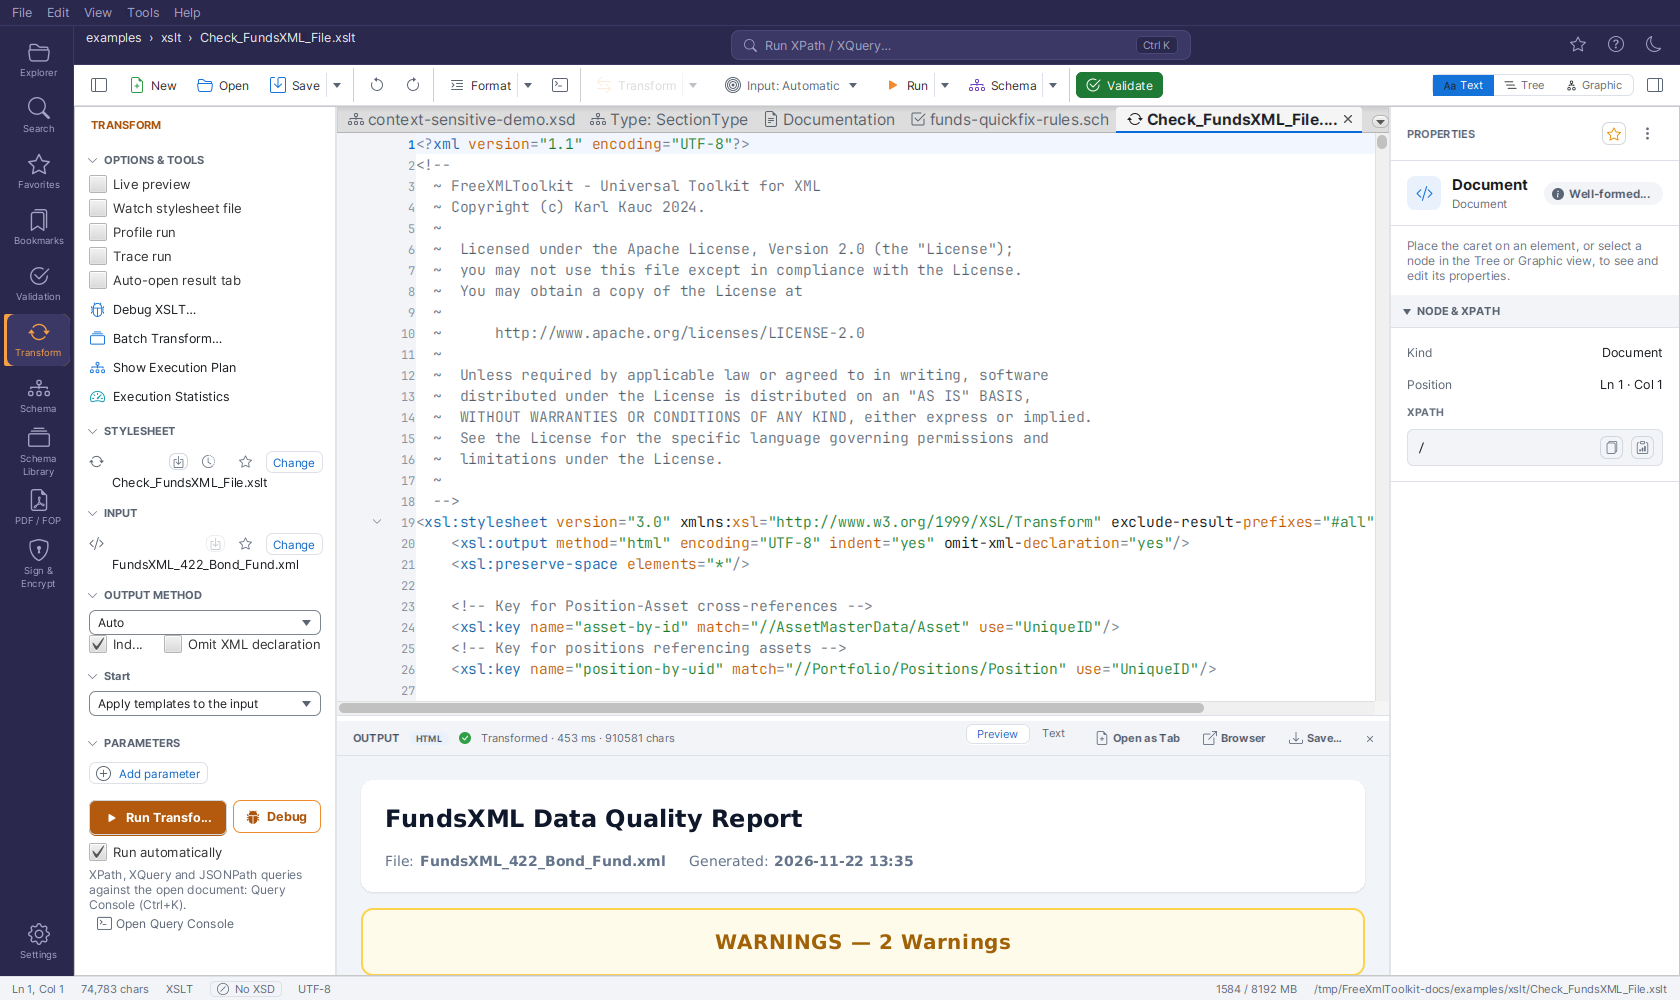 File Edit View Tools Help
examples › xslt › Check_FundsXML_File.xslt
Run XPath / XQuery... Ctrl K
New Open Save Format Transform Input: Automatic Run Schema Validate Aa Text Tree Graphic
Explorer
Search
Favorites
Bookmarks
Validation
Transform
Schema
Schema
Library
PDF / FOP
Sign &
Encrypt
Settings
TRANSFORM
OPTIONS & TOOLS
Live preview
Watch stylesheet file
Profile run
Trace run
Auto-open result tab
Debug XSLT...
Batch Transform...
Show Execution Plan
Execution Statistics
STYLESHEET
Change
Check_FundsXML_File.xslt
INPUT
Change
FundsXML_422_Bond_Fund.xml
OUTPUT METHOD
Auto
Ind... Omit XML declaration
Start
Apply templates to the input
PARAMETERS
Add parameter
Run Transfo... Debug
Run automatically
XPath, XQuery and JSONPath queries
against the open document: Query
Console (Ctrl+K).
Open Query Console
context-sensitive-demo.xsd Type: SectionType Documentation funds-quickfix-rules.sch Check_FundsXML_File....
1 <?xml version="1.1" encoding="UTF-8"?>
2 <!--
3 ~ FreeXMLToolkit - Universal Toolkit for XML
4 ~ Copyright (c) Karl Kauc 2024.
5 ~
6 ~ Licensed under the Apache License, Version 2.0 (the "License");
7 ~ you may not use this file except in compliance with the License.
8 ~ You may obtain a copy of the License at
9 ~
10 ~ http://www.apache.org/licenses/LICENSE-2.0
11 ~
12 ~ Unless required by applicable law or agreed to in writing, software
13 ~ distributed under the License is distributed on an "AS IS" BASIS,
14 ~ WITHOUT WARRANTIES OR CONDITIONS OF ANY KIND, either express or implied.
15 ~ See the License for the specific language governing permissions and
16 ~ limitations under the License.
17 ~
18 -->
19 <xsl:stylesheet version="3.0" xmlns:xsl="http://www.w3.org/1999/XSL/Transform" exclude-result-prefixes="#all"
20 <xsl:output method="html" encoding="UTF-8" indent="yes" omit-xml-declaration="yes"/>
21 <xsl:preserve-space elements="*"/>
22
23 <!-- Key for Position-Asset cross-references -->
24 <xsl:key name="asset-by-id" match="//AssetMasterData/Asset" use="UniqueID"/>
25 <!-- Key for positions referencing assets -->
26 <xsl:key name="position-by-uid" match="//Portfolio/Positions/Position" use="UniqueID"/>
27
OUTPUT HTML Transformed · 453 ms · 910581 chars Preview Text Open as Tab Browser Save...
FundsXML Data Quality Report
File: FundsXML_422_Bond_Fund.xml Generated: 2026-11-22 13:35
WARNINGS — 2 Warnings
PROPERTIES
Document
Document
Well-formed...
Place the caret on an element, or select a
node in the Tree or Graphic view, to see and
edit its properties.
NODE & XPATH
Kind Document
Position Ln 1 · Col 1
XPATH
/
Ln 1, Col 1 74,783 chars XSLT No XSD UTF-8 1584 / 8192 MB /tmp/FreeXmlToolkit-docs/examples/xslt/Check_FundsXML_File.xslt